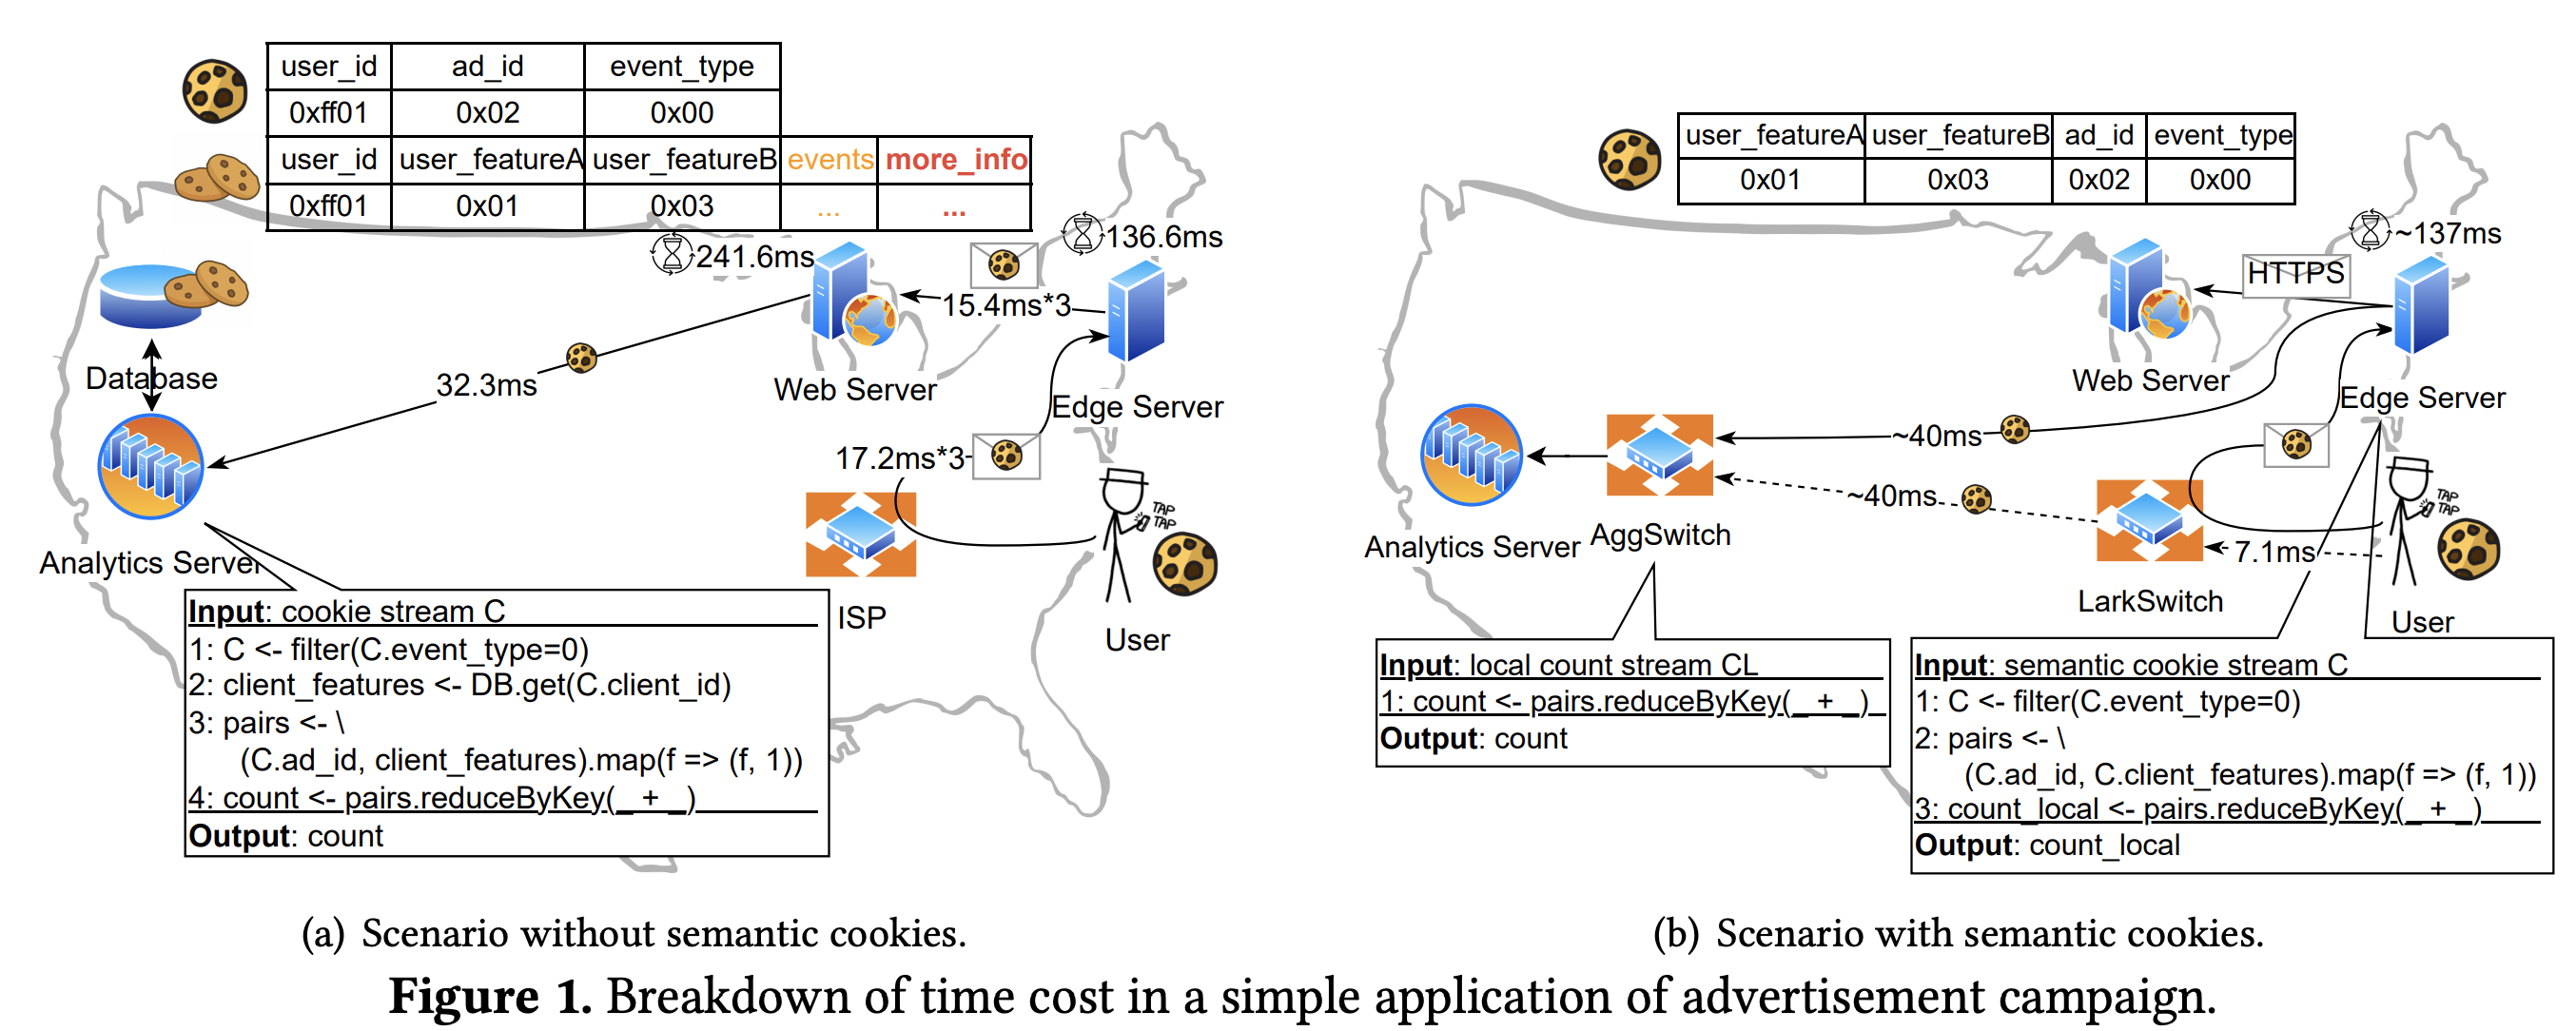 user_id ad_id event_type
0xff01 0x02 0x00
user_id user_featureA user_featureB events more_info
0xff01 0x01 0x03 ... ...
241.6ms
136.6ms
15.4ms*3
Database
32.3ms
Web Server
Edge Server
17.2ms*3
TAP
TAP
Analytics Server
ISP
User
Input: cookie stream C
1: C <- filter(C.event_type=0)
2: client_features <- DB.get(C.client_id)
3: pairs <- \
(C.ad_id, client_features).map(f => (f, 1))
4: count <- pairs.reduceByKey(_ + _)
Output: count
(a) Scenario without semantic cookies.
user_featureA user_featureB ad_id event_type
0x01 0x03 0x02 0x00
~137ms
HTTPS
Web Server
Edge Server
~40ms
~40ms
TAP
TAP
Analytics Server
AggSwitch
7.1ms
LarkSwitch
User
Input: local count stream CL
1: count <- pairs.reduceByKey(_ + _)
Output: count
Input: semantic cookie stream C
1: C <- filter(C.event_type=0)
2: pairs <- \
(C.ad_id, C.client_features).map(f => (f, 1))
3: count_local <- pairs.reduceByKey(_ + _)
Output: count_local
(b) Scenario with semantic cookies.
Figure 1. Breakdown of time cost in a simple application of advertisement campaign.